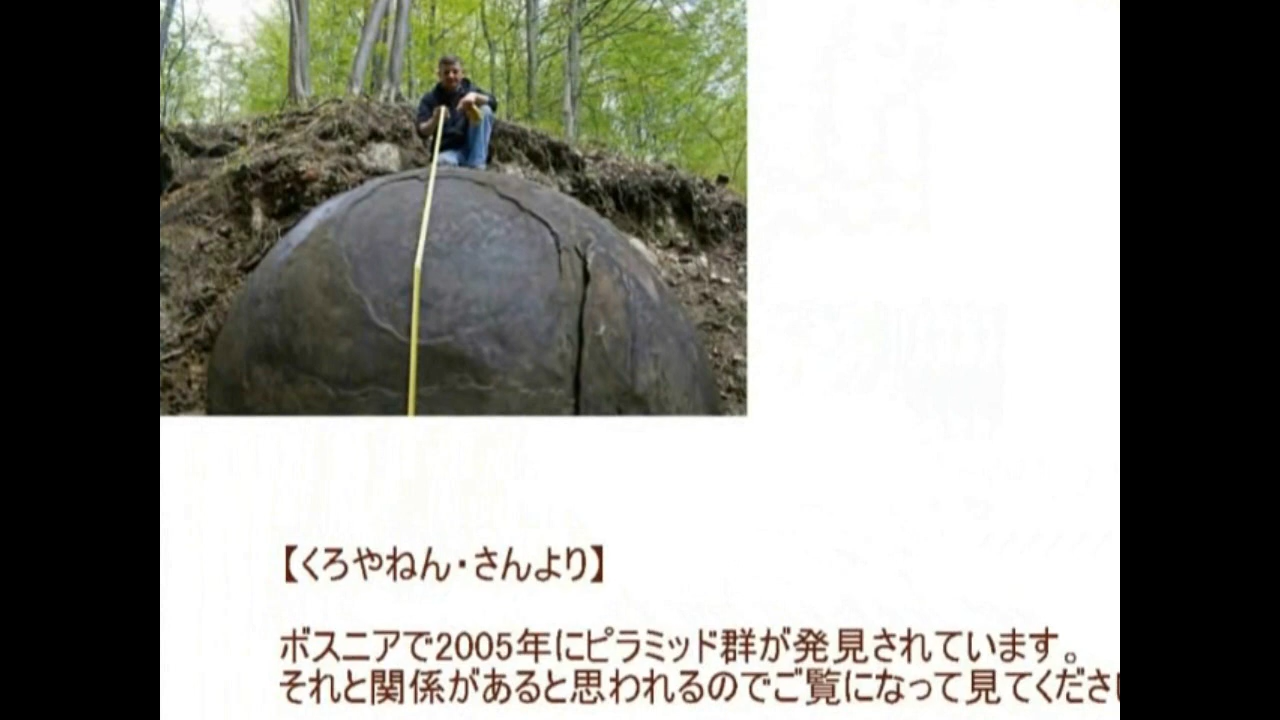 【くろやねん・さんより】
ボスニアで2005年にピラミッド群が発見されています。
それと関係があると思われるのでご覧になって見てくださ